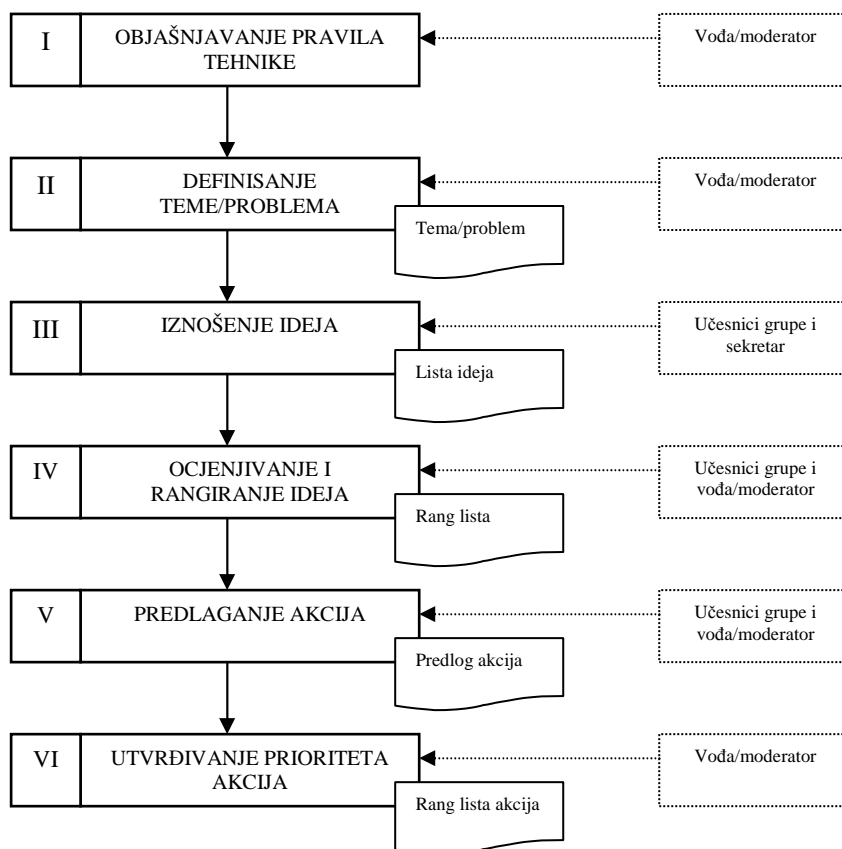 I
OBJAŠNJAVANJE PRAVILA
TEHNIKE
Vođa/moderator
II
DEFINISANJE
TEME/PROBLEMA
Vođa/moderator
Tema/problem
III
IZNOŠENJE IDEJA
Učesnici grupe i
sekretar
Lista ideja
IV
OCJENJIVANJE I
RANGIRANJE IDEJA
Učesnici grupe i
vođa/moderator
Rang lista
V
PREDLAGANJE AKCIJA
Učesnici grupe i
vođa/moderator
Predlog akcija
VI
UTVRĐIVANJE PRIORITETA
AKCIJA
Vođa/moderator
Rang lista akcija